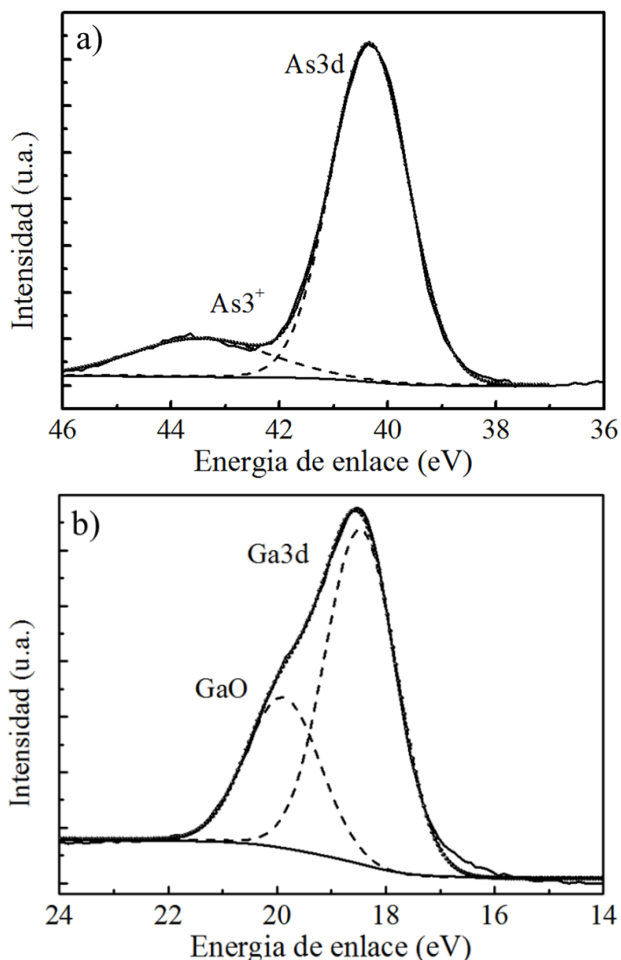 a)
As3d
As3+
Intensidad (u.a.)
46 44 42 40 38 36
Energia de enlace (eV)
b)
Ga3d
GaO
Intensidad (u.a.)
24 22 20 18 16 14
Energia de enlace (eV)